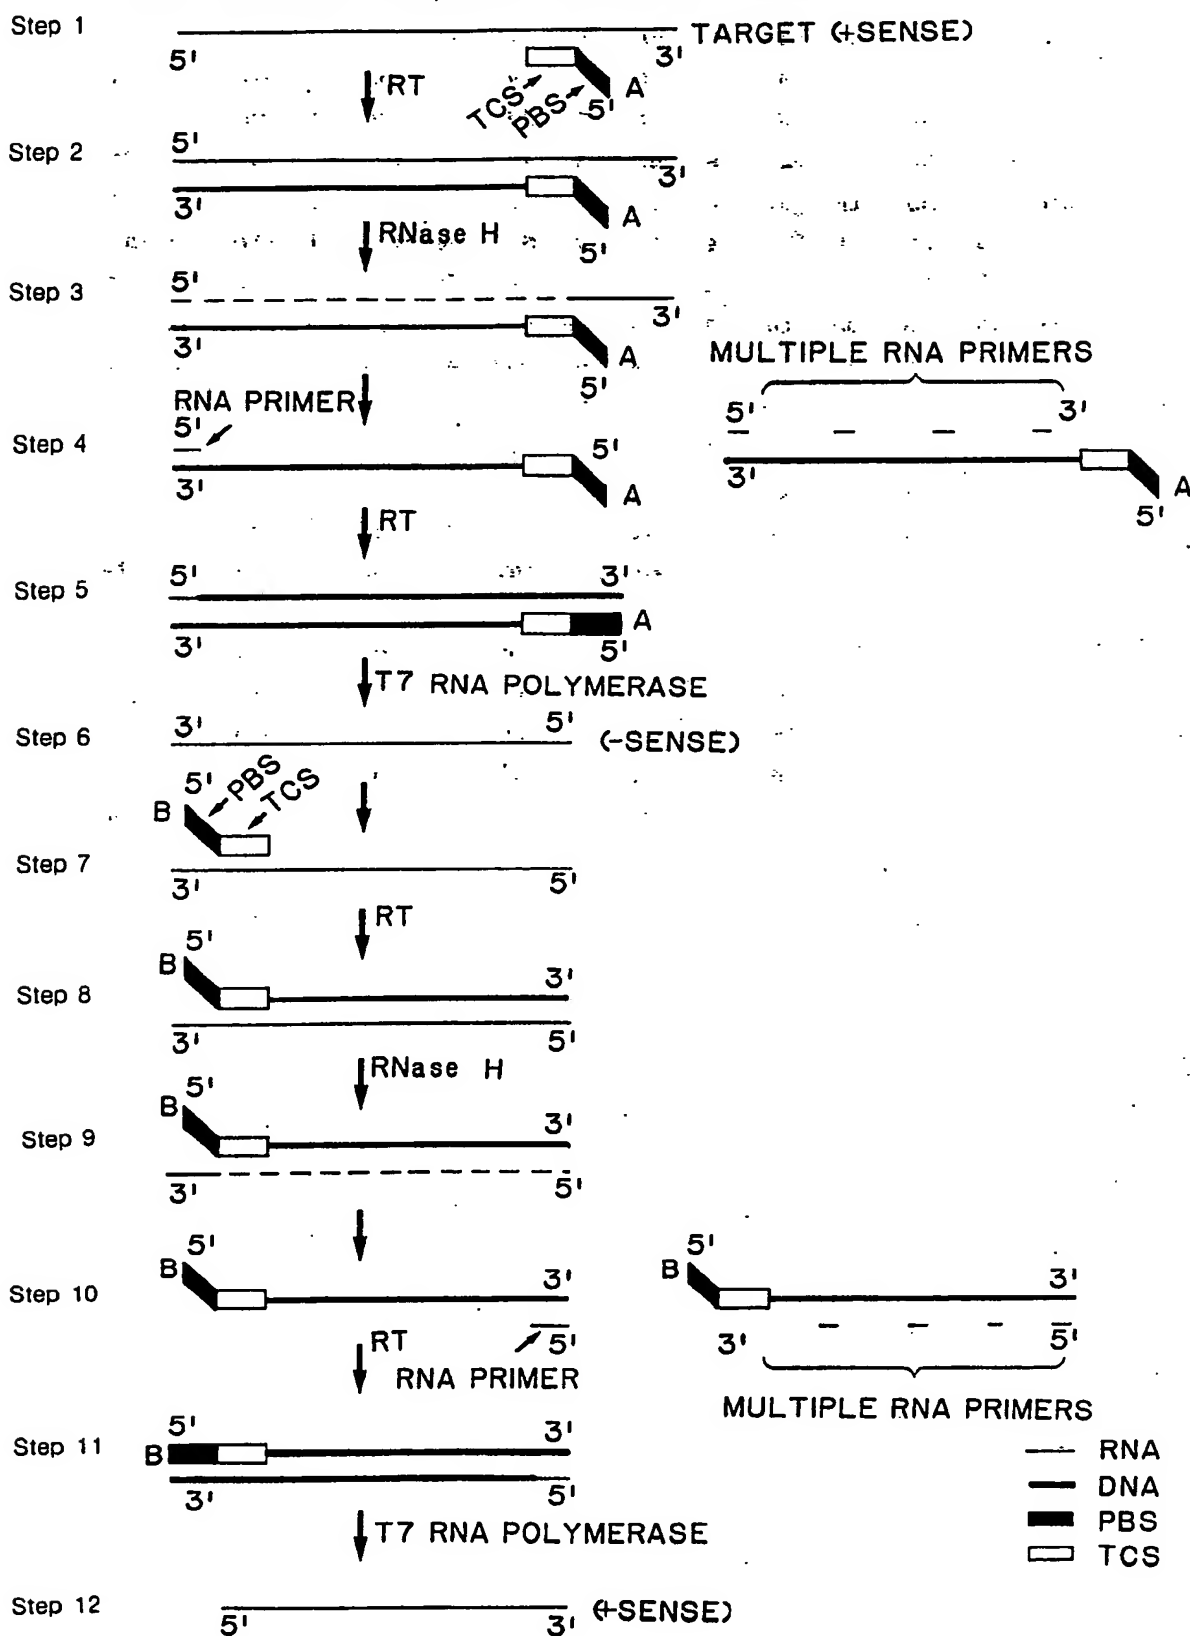 Step 1
TARGET (+SENSE)
5'
3'
RT
TCS
PBS
5'
A
Step 2
5'
3'
3'
A
5'
RNase H
Step 3
5'
3'
3'
A
5'
MULTIPLE RNA PRIMERS
RNA PRIMER
Step 4
5'
5'
3'
A
5'
3'
3'
A
5'
RT
Step 5
5'
3'
3'
A
5'
T7 RNA POLYMERASE
Step 6
3'
5'
(-SENSE)
5'
PBS
TCS
B
Step 7
3'
5'
RT
5'
B
Step 8
3'
3'
5'
RNase H
5'
B
Step 9
3'
3'
5'
5'
B
Step 10
3'
5'
RT
RNA PRIMER
5'
B
3'
3'
5'
MULTIPLE RNA PRIMERS
Step 11
5'
B
3'
3'
5'
T7 RNA POLYMERASE
RNA
DNA
PBS
TCS
Step 12
5'
3'
(+SENSE)